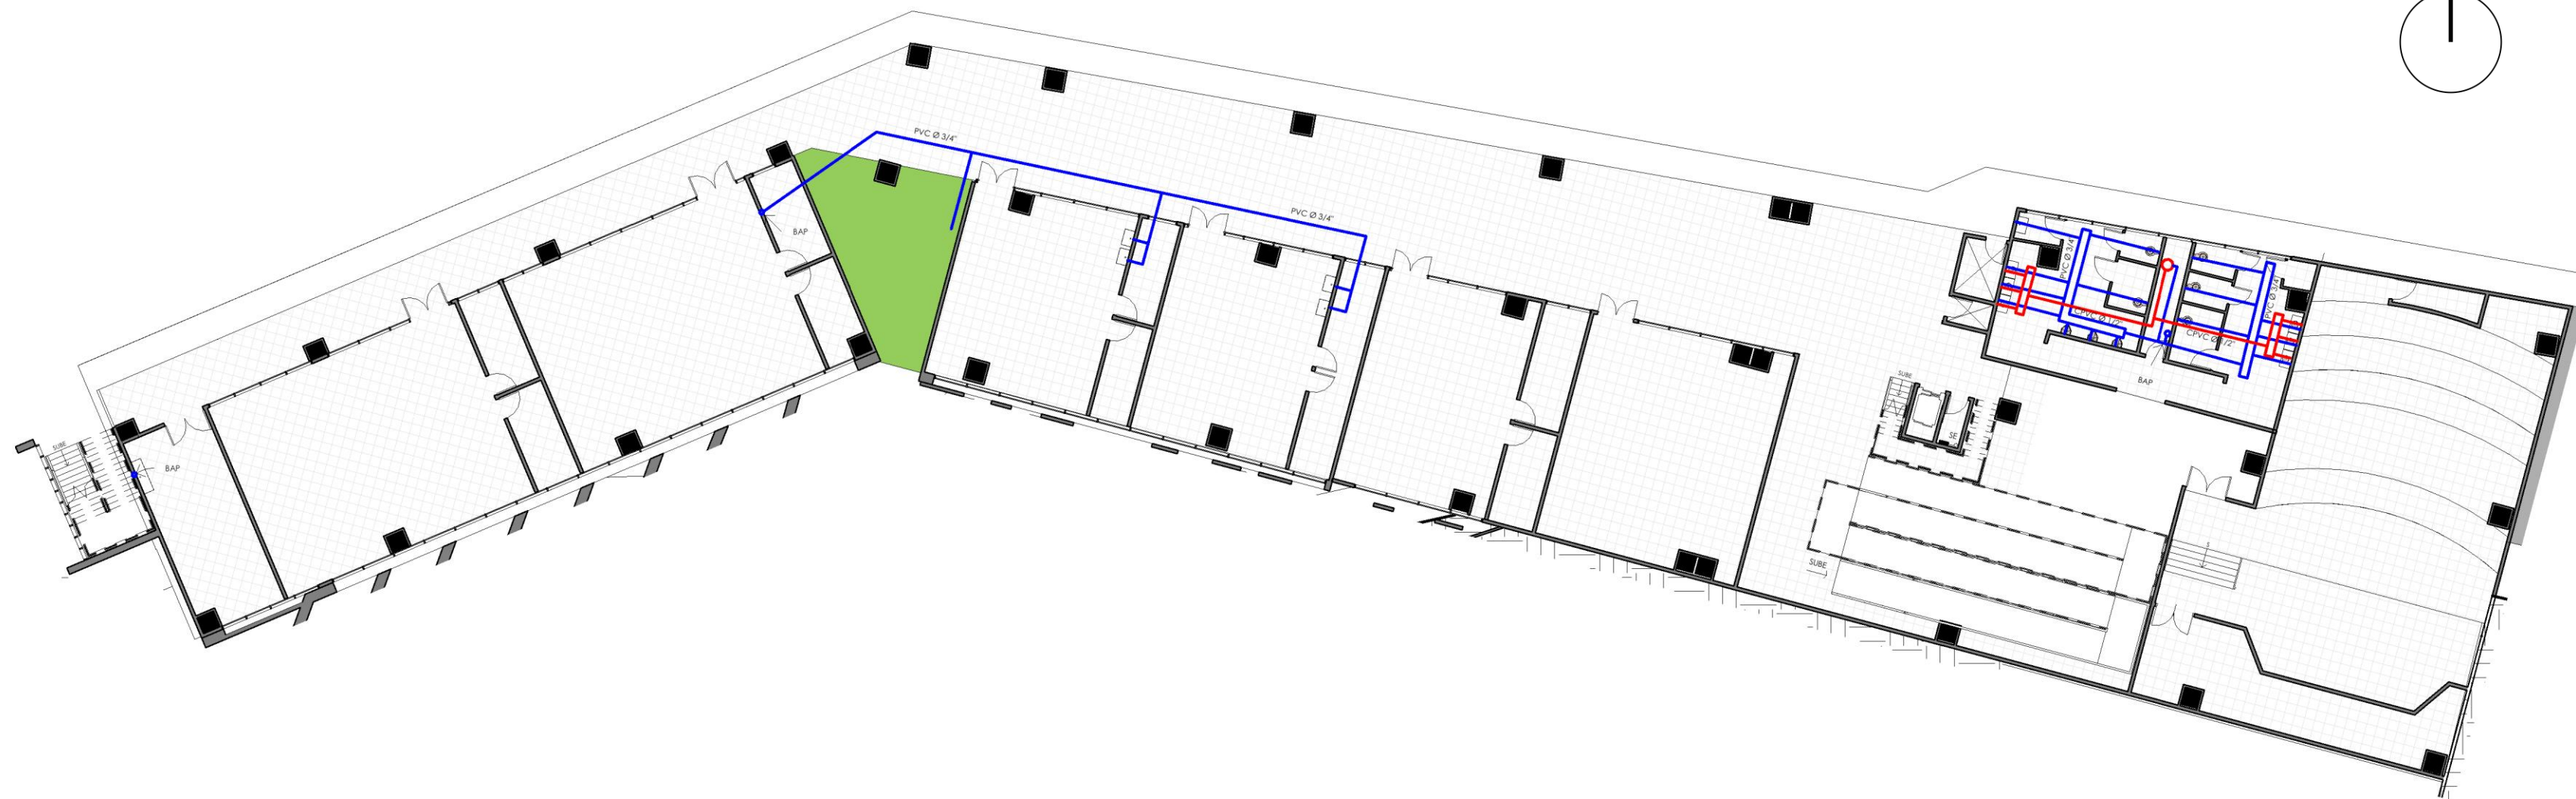 PVC Ø 3/4"
BAP
PVC Ø 3/4"
PVC Ø 3/4"
PVC Ø 3/4"
CPVC Ø 1/2"
CPVC Ø 1/2"
BAP
SUBE
SE
SUBE
BAP
SUBE
S